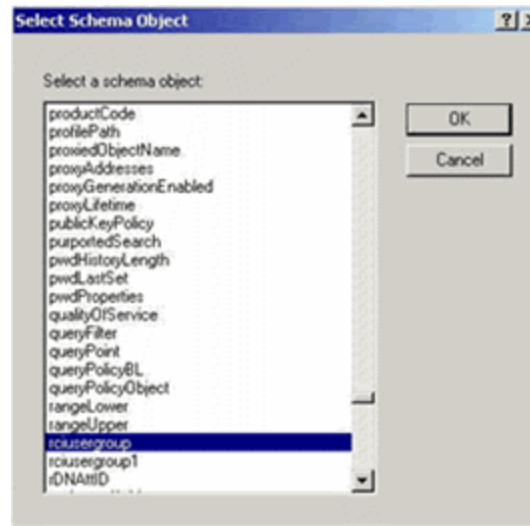 Select Schema Object
Select a schema object:
productCode
profilePath
proxiedObjectName
proxyAddresses
proxyGenerationEnabled
proxyLifetime
publicKeyPolicy
purportedSearch
pwdHistoryLength
pwdLastSet
pwdProperties
qualityOfService
queryFilter
queryPoint
queryPolicyBL
queryPolicyObject
rangeLower
rangeUpper
rciusergroup
rciusergroup1
rDNAttID
OK
Cancel